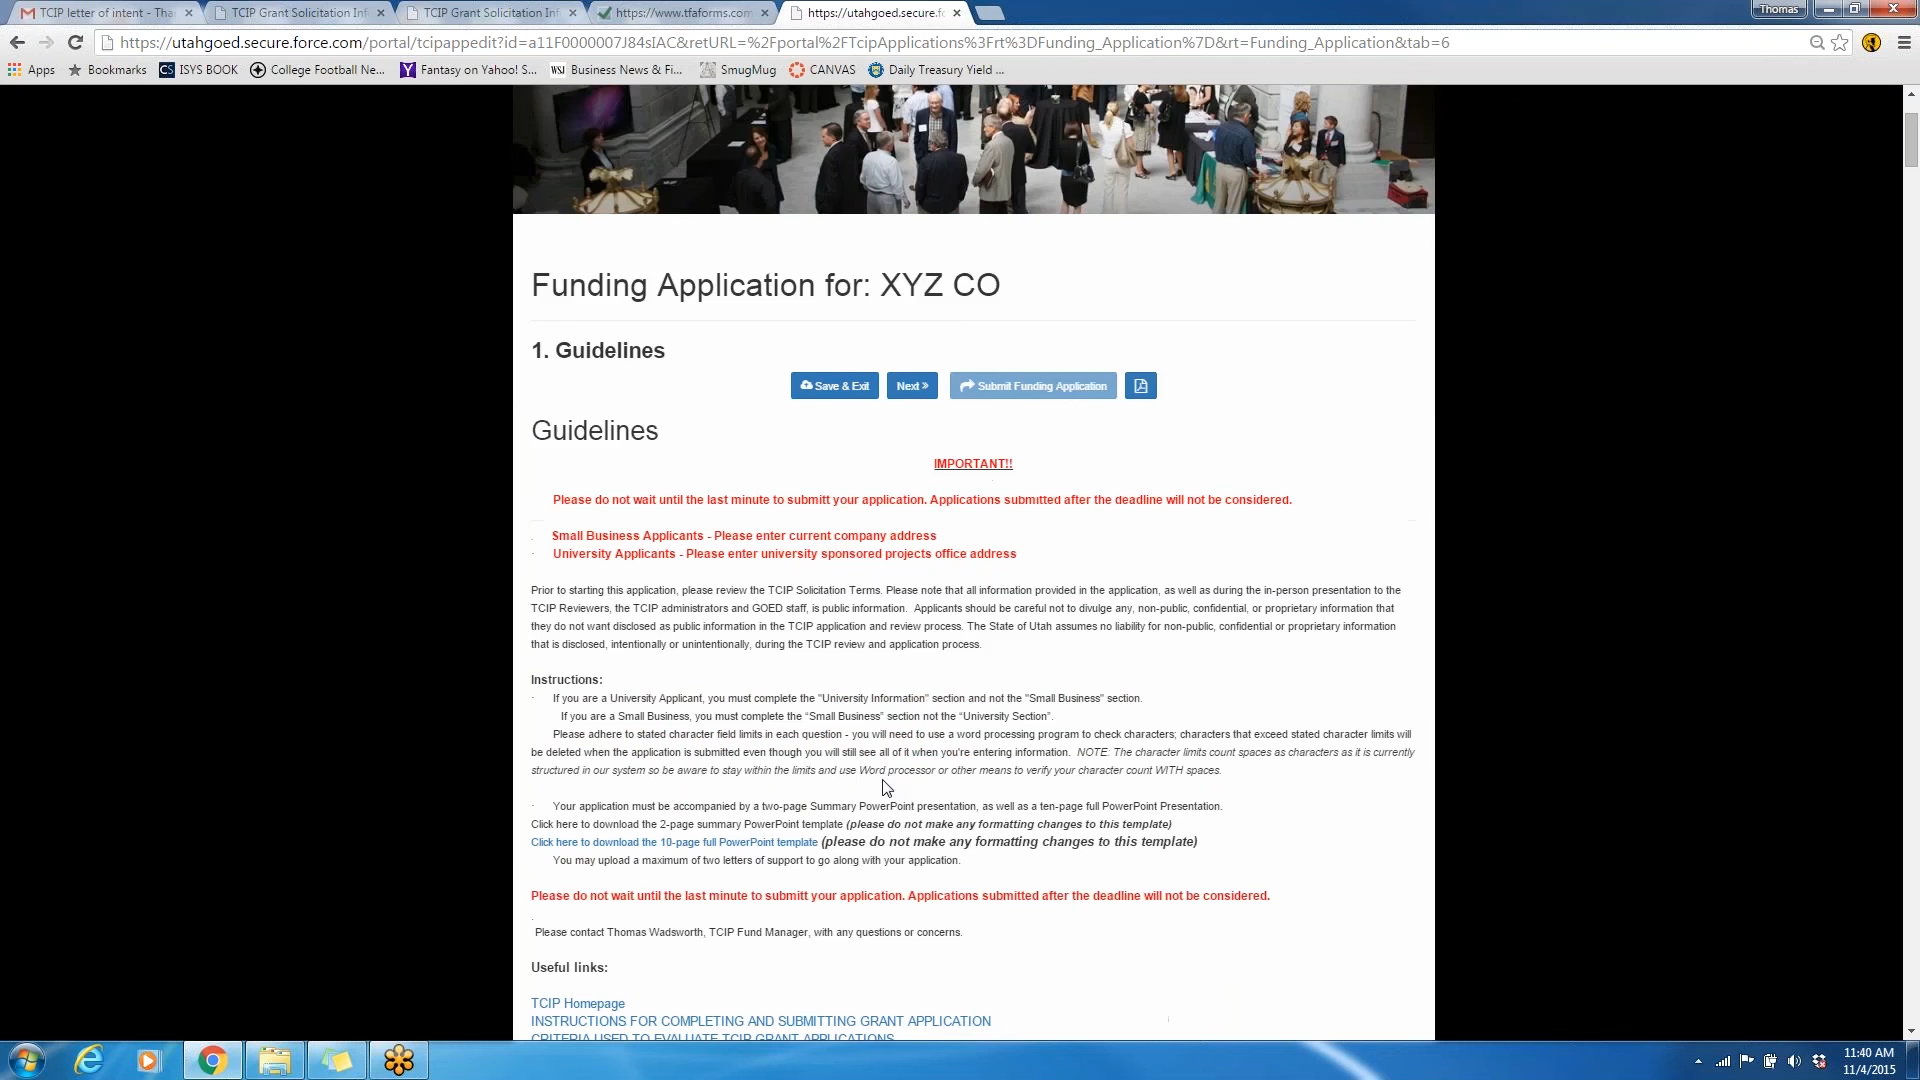 TCIP letter of intent - Tha
TCIP Grant Solicitation Inf
TCIP Grant Solicitation Inf
https://www.tfaforms.com
https://utahgoed.secure.fo
Thomas
https://utahgoed.secure.force.com/portal/tcipappedit?id=a11F0000007J84sIAC&retURL=%2Fportal%2FTcipApplications%3Frt%3DFunding_Application%7D&rt=Funding_Application&tab=6
Apps
Bookmarks
CS ISYS BOOK
College Football Ne...
Y Fantasy on Yahoo! S...
WSJ Business News & Fi...
SmugMug
CANVAS
Daily Treasury Yield ...
Funding Application for: XYZ CO
1. Guidelines
Save & Exit
Next »
Submit Funding Application
Guidelines
IMPORTANT!!
Please do not wait until the last minute to submitt your application. Applications submitted after the deadline will not be considered.
Small Business Applicants - Please enter current company address
· University Applicants - Please enter university sponsored projects office address
Prior to starting this application, please review the TCIP Solicitation Terms. Please note that all information provided in the application, as well as during the in-person presentation to the
TCIP Reviewers, the TCIP administrators and GOED staff, is public information. Applicants should be careful not to divulge any, non-public, confidential, or proprietary information that
they do not want disclosed as public information in the TCIP application and review process. The State of Utah assumes no liability for non-public, confidential or proprietary information
that is disclosed, intentionally or unintentionally, during the TCIP review and application process.
Instructions:
· If you are a University Applicant, you must complete the "University Information" section and not the "Small Business" section.
If you are a Small Business, you must complete the “Small Business” section not the “University Section”.
Please adhere to stated character field limits in each question - you will need to use a word processing program to check characters; characters that exceed stated character limits will
be deleted when the application is submitted even though you will still see all of it when you're entering information. NOTE: The character limits count spaces as characters as it is currently
structured in our system so be aware to stay within the limits and use Word processor or other means to verify your character count WITH spaces.
· Your application must be accompanied by a two-page Summary PowerPoint presentation, as well as a ten-page full PowerPoint Presentation.
Click here to download the 2-page summary PowerPoint template (please do not make any formatting changes to this template)
Click here to download the 10-page full PowerPoint template (please do not make any formatting changes to this template)
You may upload a maximum of two letters of support to go along with your application.
Please do not wait until the last minute to submitt your application. Applications submitted after the deadline will not be considered.
Please contact Thomas Wadsworth, TCIP Fund Manager, with any questions or concerns.
Useful links:
TCIP Homepage
INSTRUCTIONS FOR COMPLETING AND SUBMITTING GRANT APPLICATION
CRITERIA USED TO EVALUATE TCIP GRANT APPLICATIONS
11:40 AM
11/4/2015